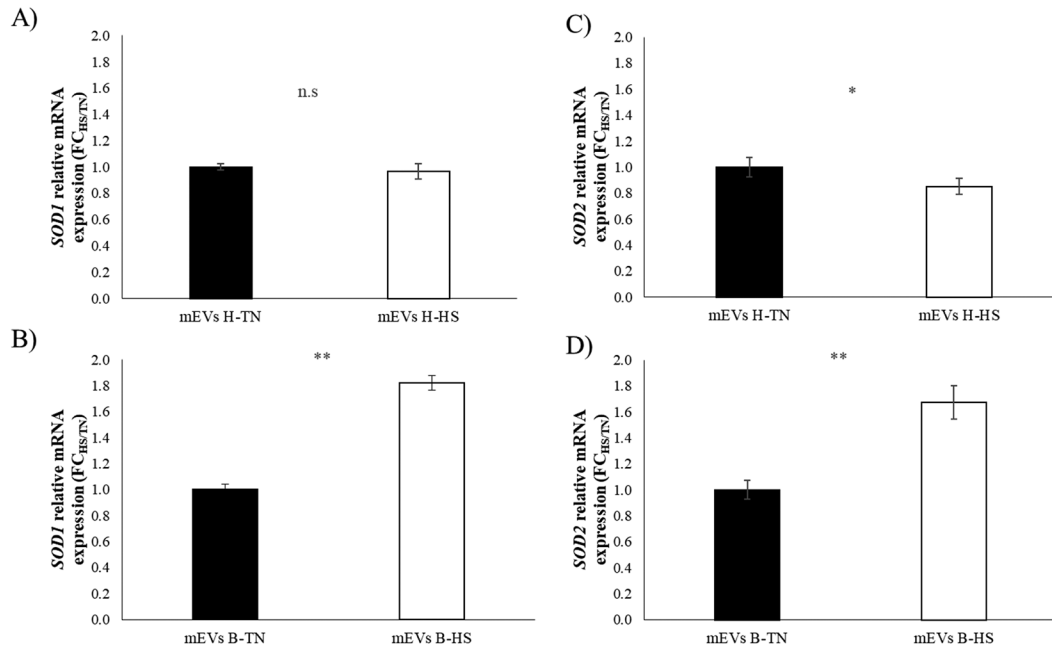 A)
SOD1 relative mRNA
expression (FCHS/TN)
2.0
1.8
1.6
1.4
1.2
1.0
0.8
0.6
0.4
0.2
0.0
n.s
mEVs H-TN
mEVs H-HS
B)
SOD1 relative mRNA
expression (FCHS/TN)
2.0
1.8
1.6
1.4
1.2
1.0
0.8
0.6
0.4
0.2
0.0
**
mEVs B-TN
mEVs B-HS
C)
SOD2 relative mRNA
expression (FCHS/TN)
2.0
1.8
1.6
1.4
1.2
1.0
0.8
0.6
0.4
0.2
0.0
*
mEVs H-TN
mEVs H-HS
D)
SOD2 relative mRNA
expression (FCHS/TN)
2.0
1.8
1.6
1.4
1.2
1.0
0.8
0.6
0.4
0.2
0.0
**
mEVs B-TN
mEVs B-HS